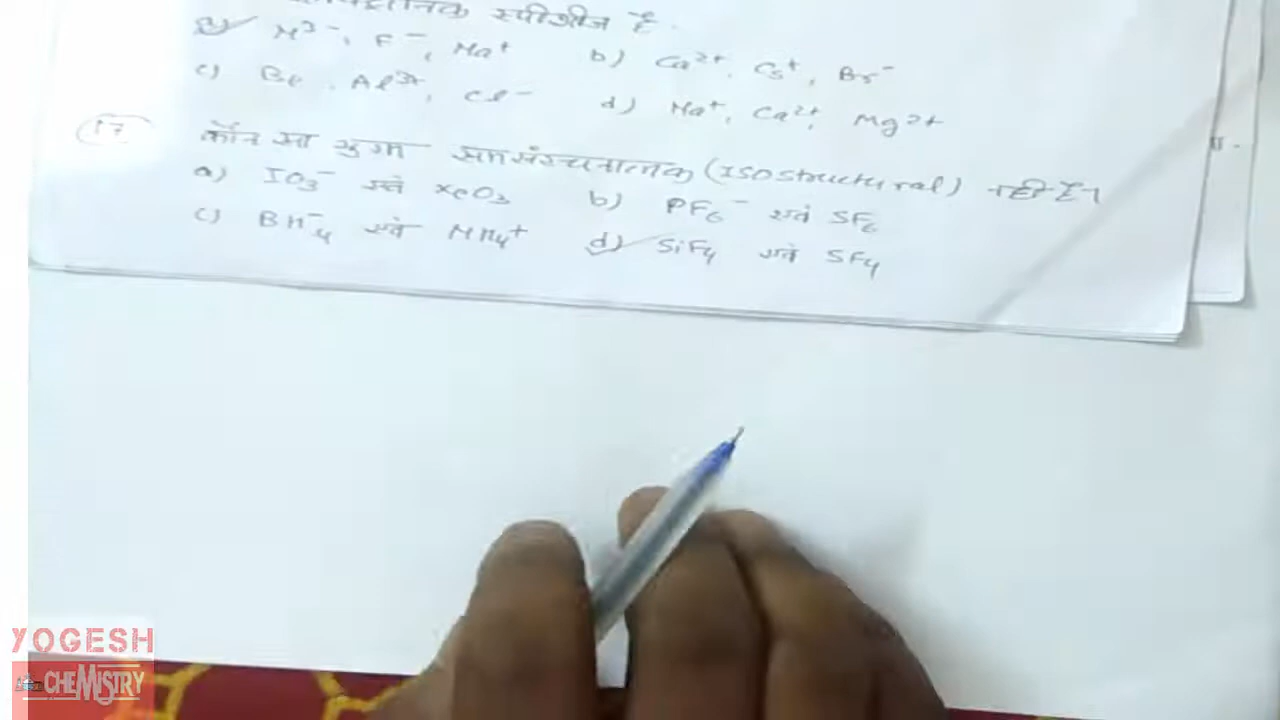 स्पीशीज है.
a) N³⁻, F⁻, Na⁺ b) Ca²⁺, Cs⁺, Br⁻
c) Be, Al³⁺, Cl⁻ d) Na⁺, Ca²⁺, Mg²⁺
17 कौन सा युग्म समसंरचनात्मक (ISOstructural) नहीं है।
a) IO₃⁻ एवं XeO₃ b) PF₆⁻ एवं SF₆
c) BH₄⁻ एवं NH₄⁺ d) SiF₄ एवं SF₄
YOGESH
CHEMISTRY